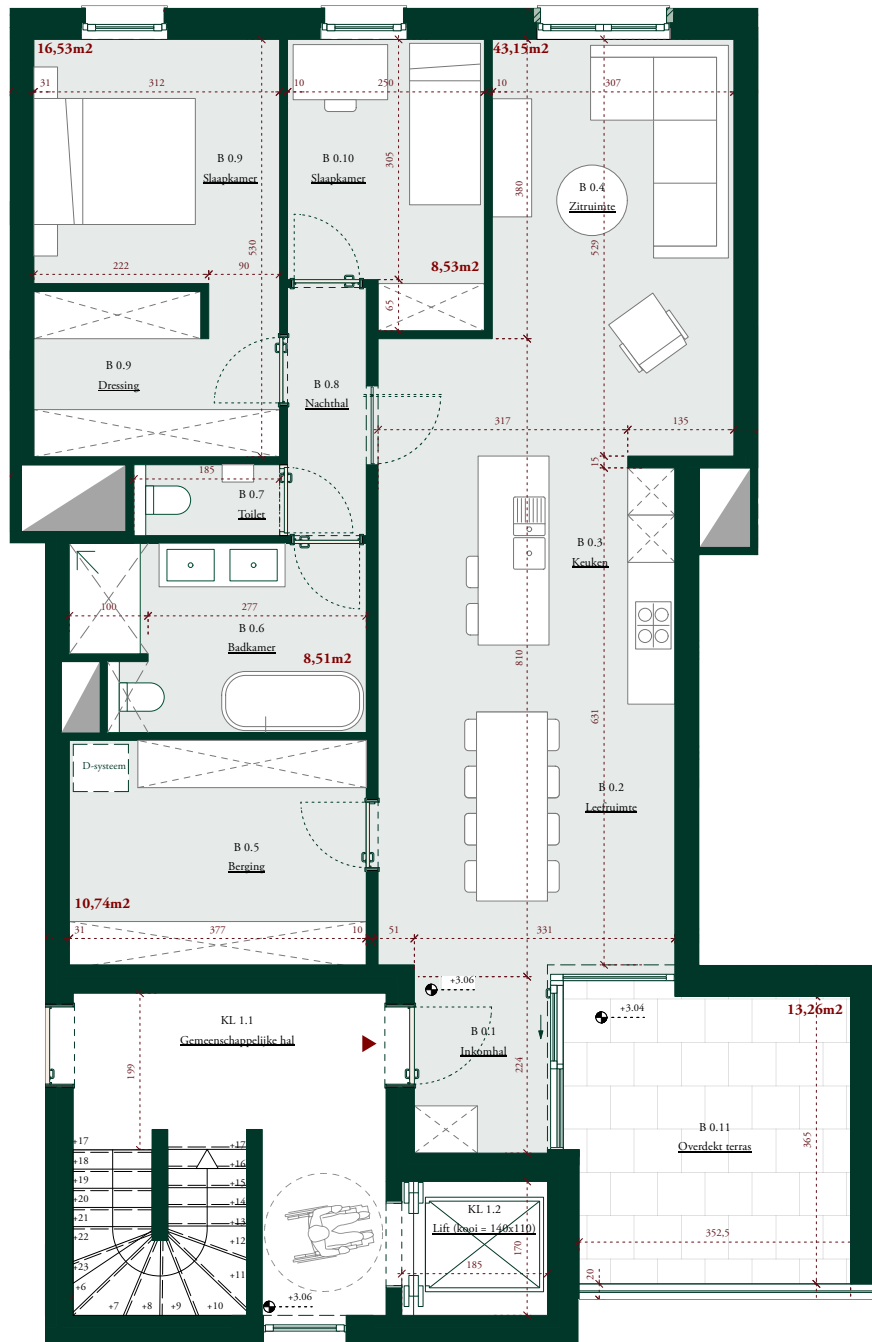 16,53m2
43,15m2
31
312
10
250
10
307
B 0.9
Slaapkamer
B 0.10
Slaapkamer
305
380
B 0.4
Zitruimte
529
530
222
90
8,53m2
65
B 0.9
Dressing
B 0.8
Nachthal
317
135
15
185
B 0.7
Toilet
B 0.3
Keuken
100
277
B 0.6
Badkamer
8,51m2
810
631
D-systeem
B 0.2
Leefruimte
B 0.5
Berging
10,74m2
31
377
10
51
331
+3.06
+3.04
13,26m2
KL 1.1
Gemeenschappelijke hal
B 0.1
Inkomhal
199
224
B 0.11
Overdekt terras
365
+17
+18
+19
+20
+21
+22
+23
+6
+7
+8
+9
+10
+11
+12
+13
+14
+15
+16
+17
KL 1.2
Lift (kooi = 140x110)
170
185
352,5
20
+3.06